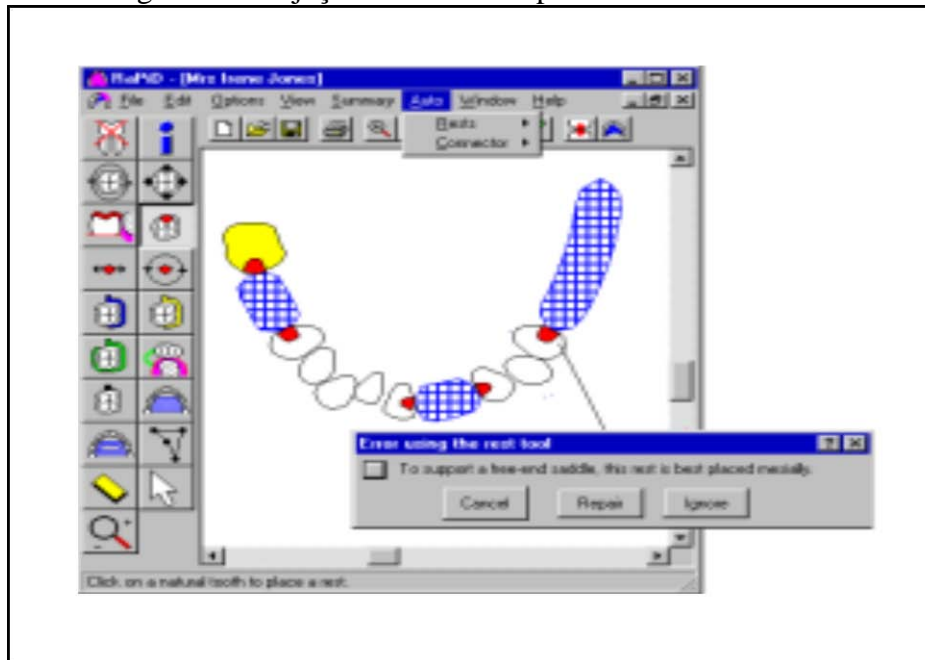 RaPiD - [Mrs Irene Jones]
File Edit Options View Summary Auto Window Help
Rests
Connector
Error using the rest tool
To support a free-end saddle, this rest is best placed mesially.
Cancel Repair Ignore
Click on a natural tooth to place a rest.